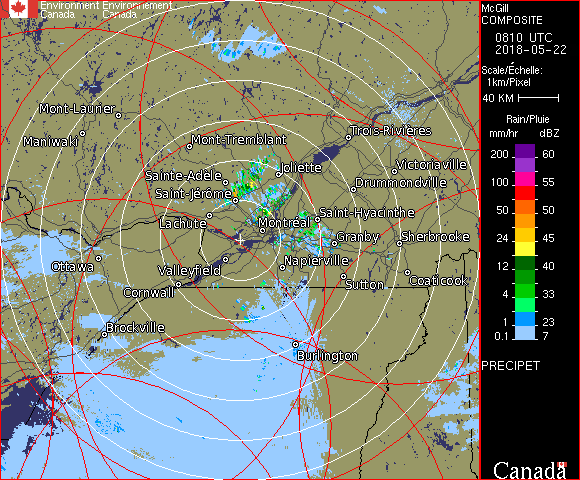 Environment Environnement
Canada Canada
McGill
COMPOSITE
0810 UTC
2018-05-22
Scale/Échelle:
1km/Pixel
40 KM
Rain/Pluie
mm/hr dBZ
200 60
150 57
100 55
50 50
24 45
12 40
4 33
1 23
0.1 7
PRECIPET
Canada
Mont-Laurier
Maniwaki
Mont-Tremblant
Trois-Rivières
Sainte-Adèle
Joliette
Victoriaville
Saint-Jérôme
Drummondville
Lachute
Montréal
Saint-Hyacinthe
Granby
Sherbrooke
Ottawa
Valleyfield
Napierville
Cornwall
Sutton
Coaticook
Brockville
Burlington